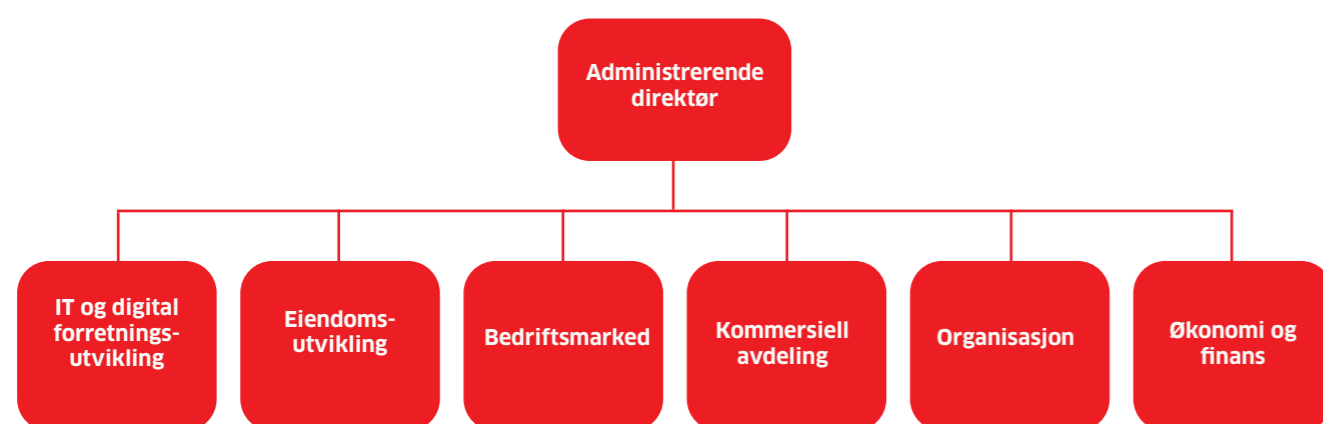 Administrerende
direktør
IT og digital
forretnings-
utvikling
Eiendoms-
utvikling
Bedriftsmarked
Kommersiell
avdeling
Organisasjon
Økonomi og
finans